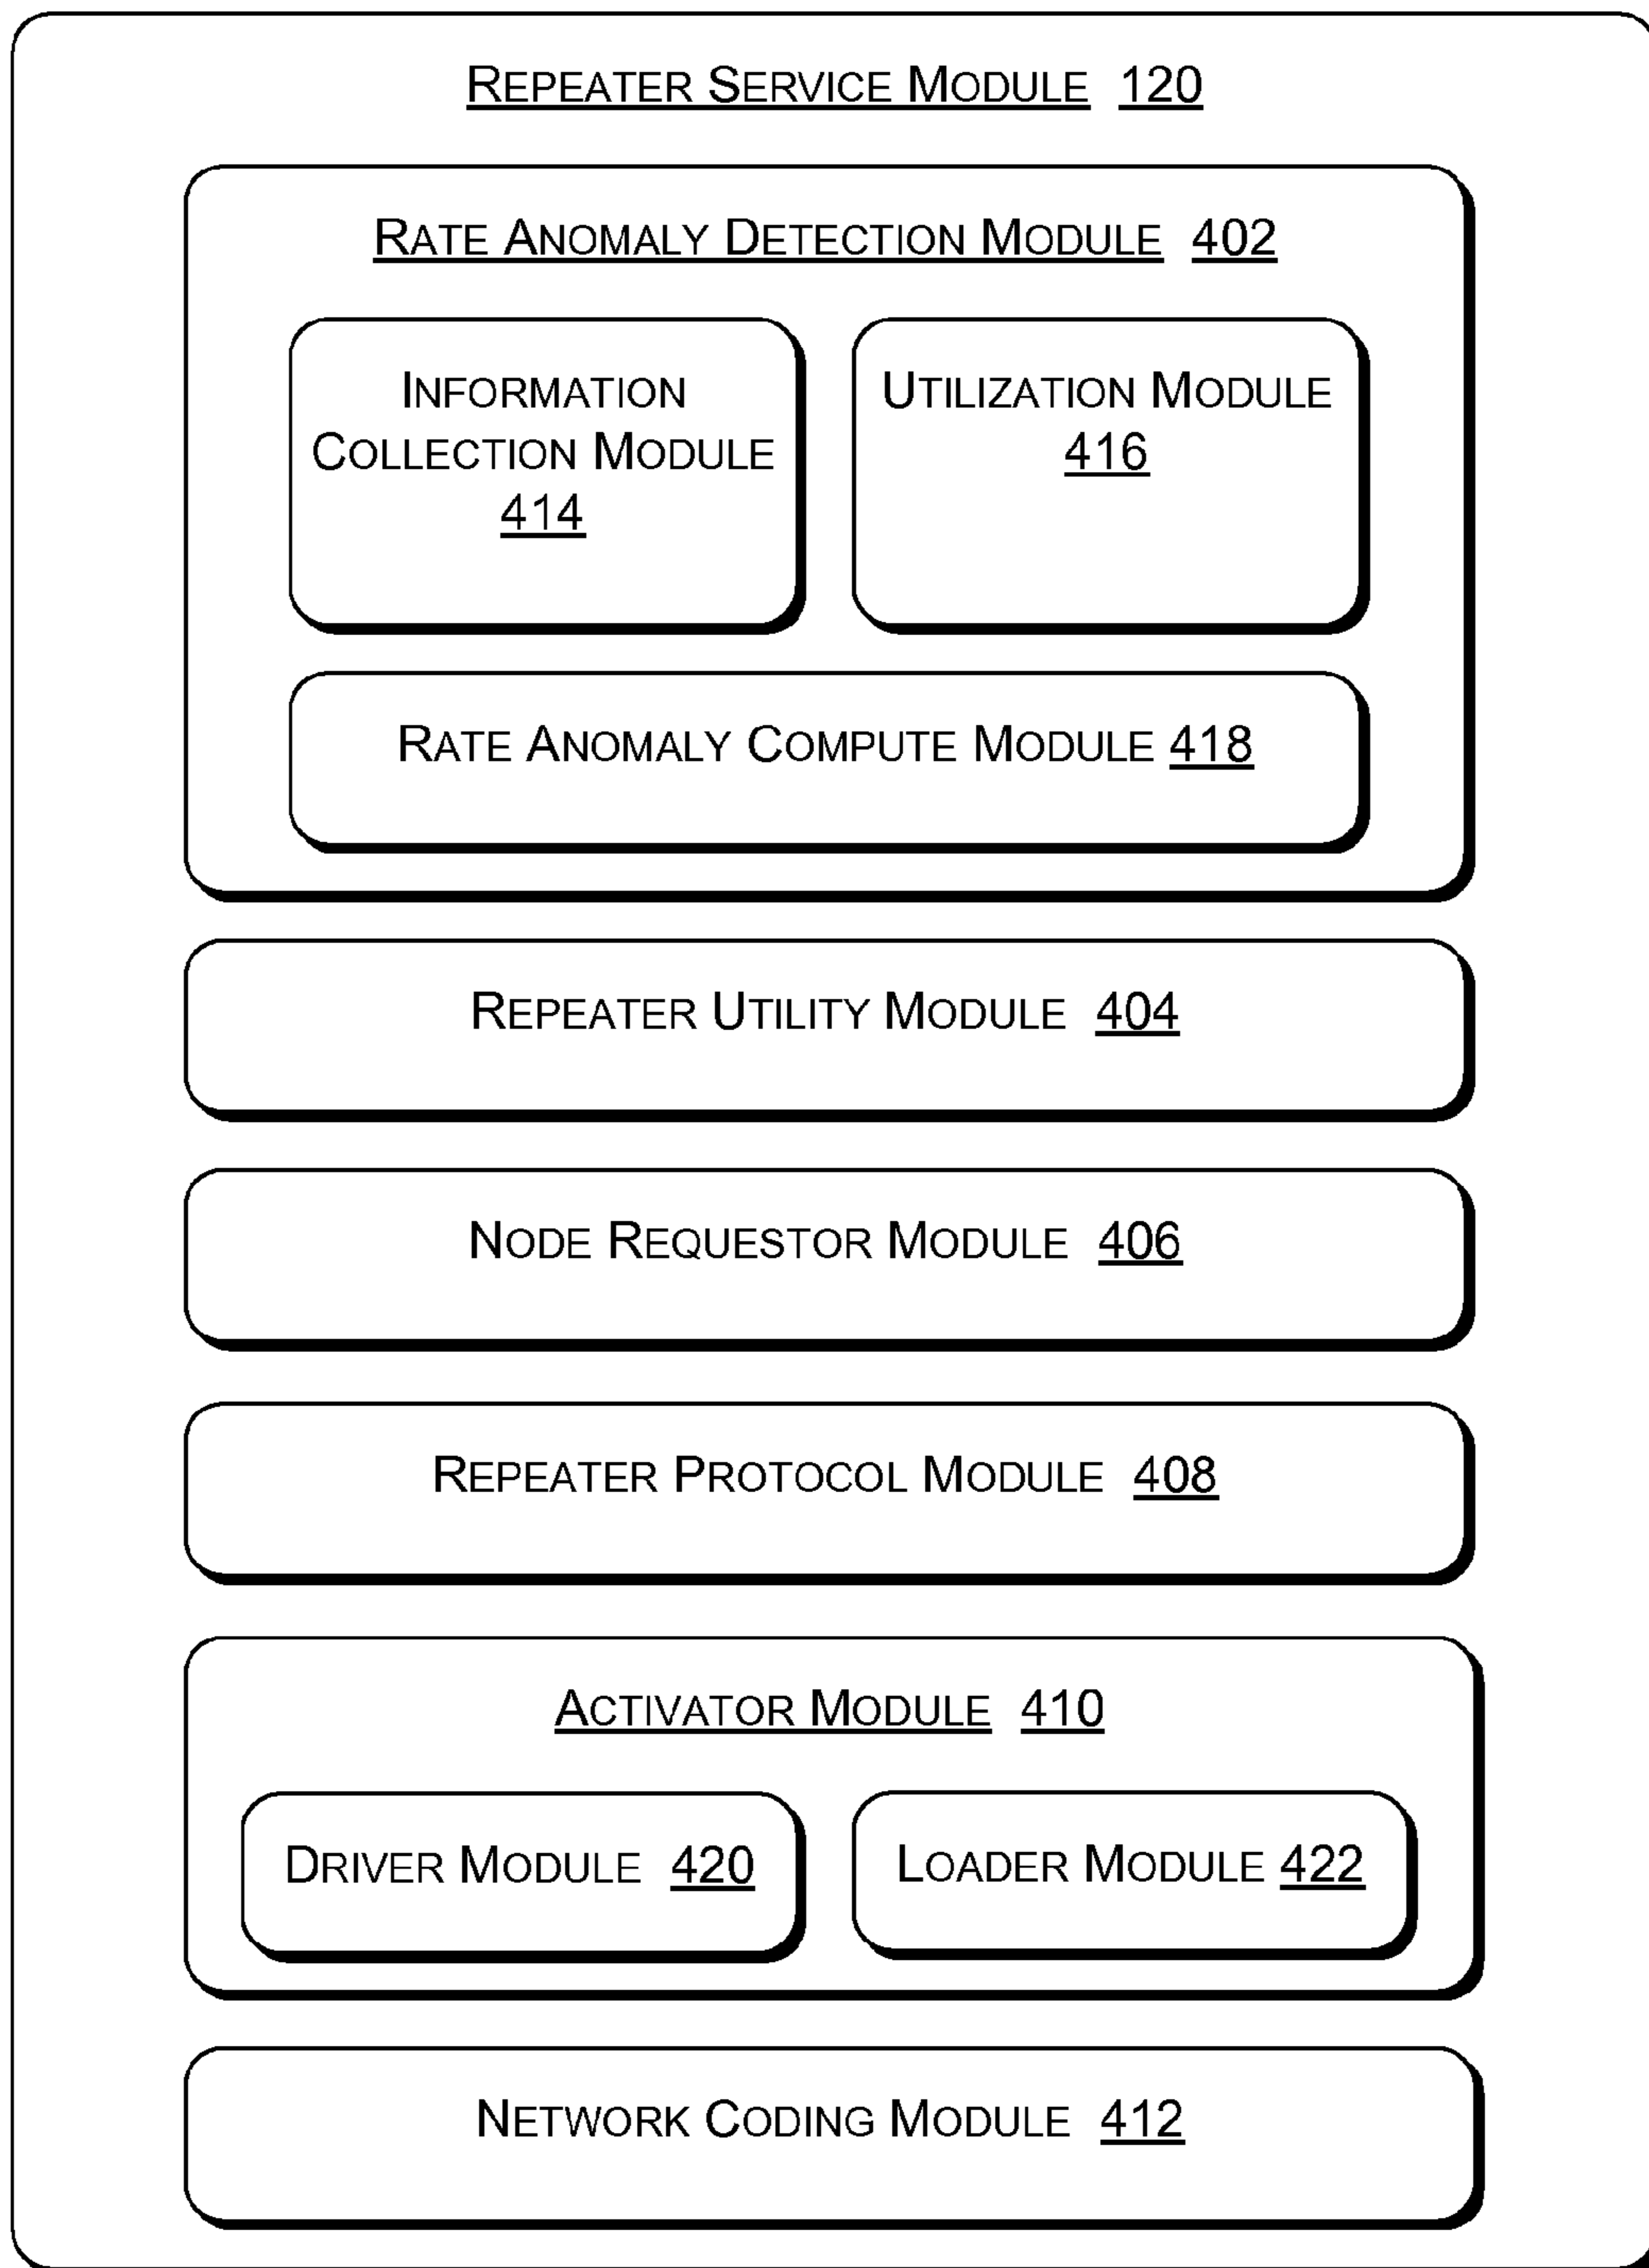 REPEATER SERVICE MODULE 120
RATE ANOMALY DETECTION MODULE 402
INFORMATION
COLLECTION MODULE
414
UTILIZATION MODULE
416
RATE ANOMALY COMPUTE MODULE 418
REPEATER UTILITY MODULE 404
NODE REQUESTOR MODULE 406
REPEATER PROTOCOL MODULE 408
ACTIVATOR MODULE 410
DRIVER MODULE 420
LOADER MODULE 422
NETWORK CODING MODULE 412